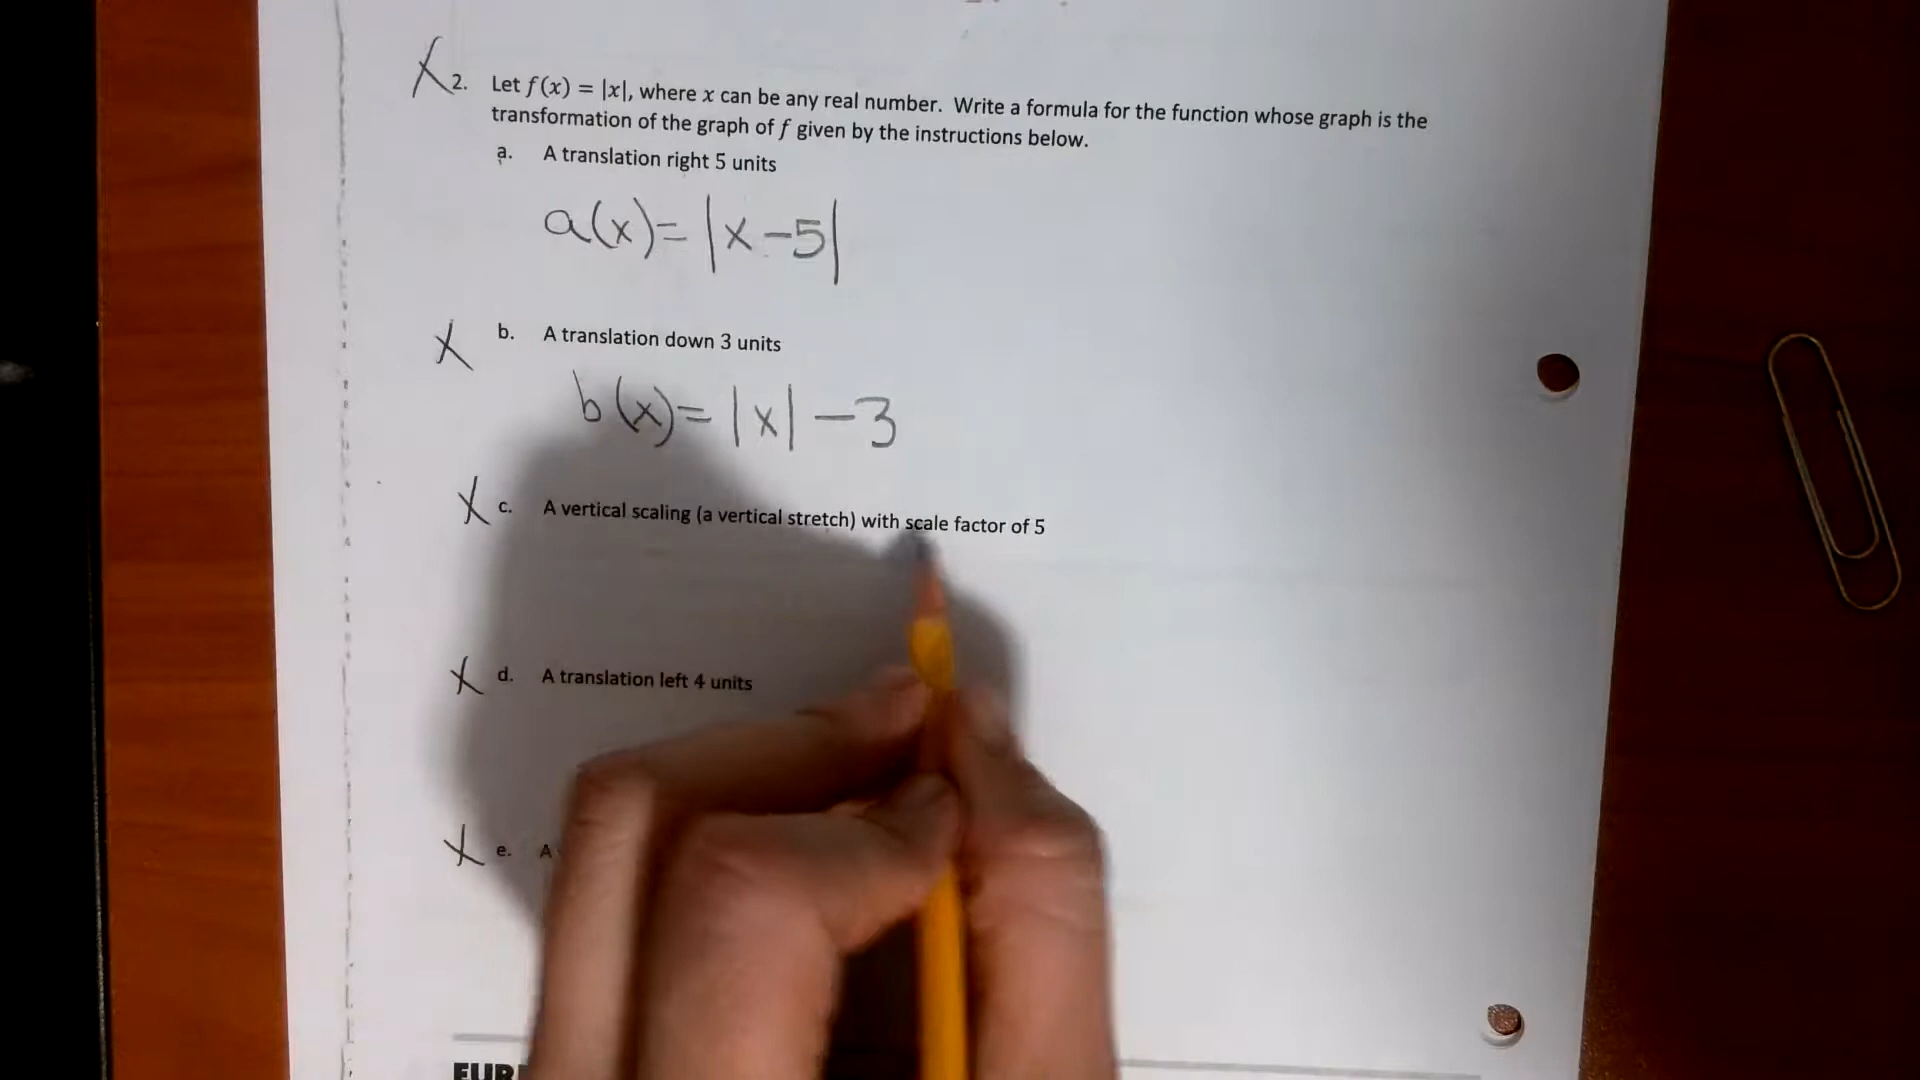 X 2. Let f(x) = |x|, where x can be any real number. Write a formula for the function whose graph is the
transformation of the graph of f given by the instructions below.
a. A translation right 5 units
a(x)= |x-5|
X b. A translation down 3 units
b(x)= |x| -3
X c. A vertical scaling (a vertical stretch) with scale factor of 5
X d. A translation left 4 units
X e. A